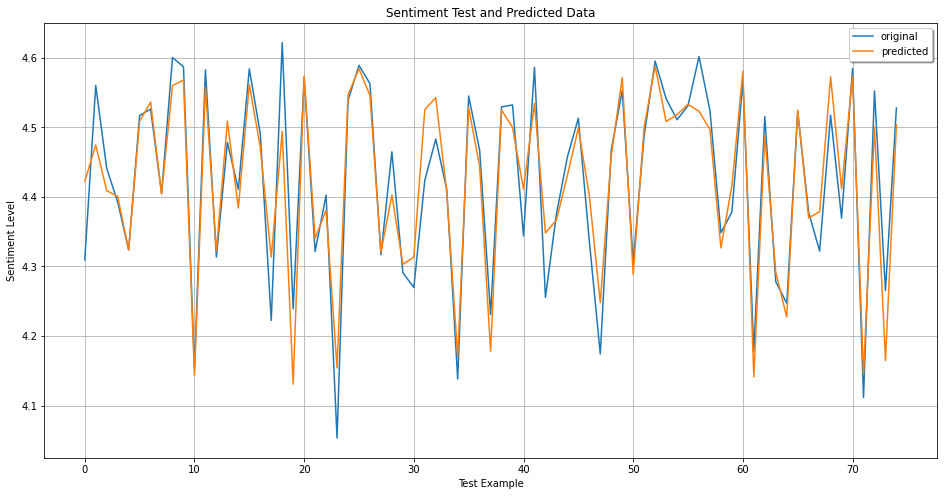 Sentiment Test and Predicted Data
original
predicted
Sentiment Level
4.6
4.5
4.4
4.3
4.2
4.1
0 10 20 30 40 50 60 70
Test Example